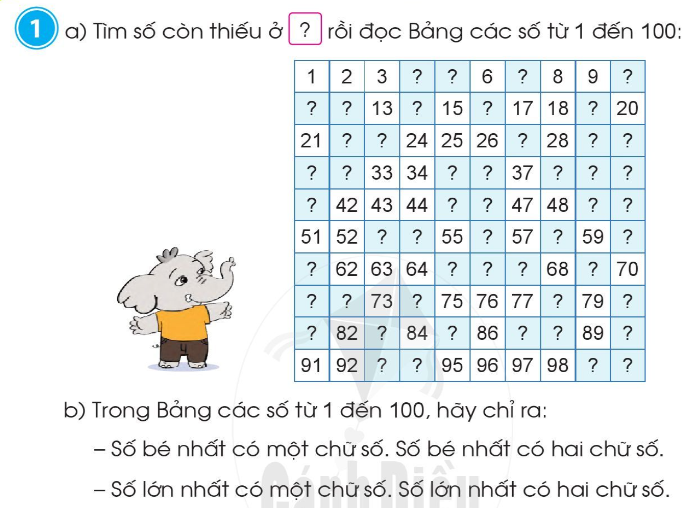 1 a) Tìm số còn thiếu ở ? rồi đọc Bảng các số từ 1 đến 100:
1 2 3 ? ? 6 ? 8 9 ?
? ? 13 ? 15 ? 17 18 ? 20
21 ? ? 24 25 26 ? 28 ? ?
? ? 33 34 ? ? 37 ? ? ?
? 42 43 44 ? ? 47 48 ? ?
51 52 ? ? 55 ? 57 ? 59 ?
? 62 63 64 ? ? ? 68 ? 70
? ? 73 ? 75 76 77 ? 79 ?
? 82 ? 84 ? 86 ? ? 89 ?
91 92 ? ? 95 96 97 98 ? ?
b) Trong Bảng các số từ 1 đến 100, hãy chỉ ra:
– Số bé nhất có một chữ số. Số bé nhất có hai chữ số.
– Số lớn nhất có một chữ số. Số lớn nhất có hai chữ số.
Cánh Diều